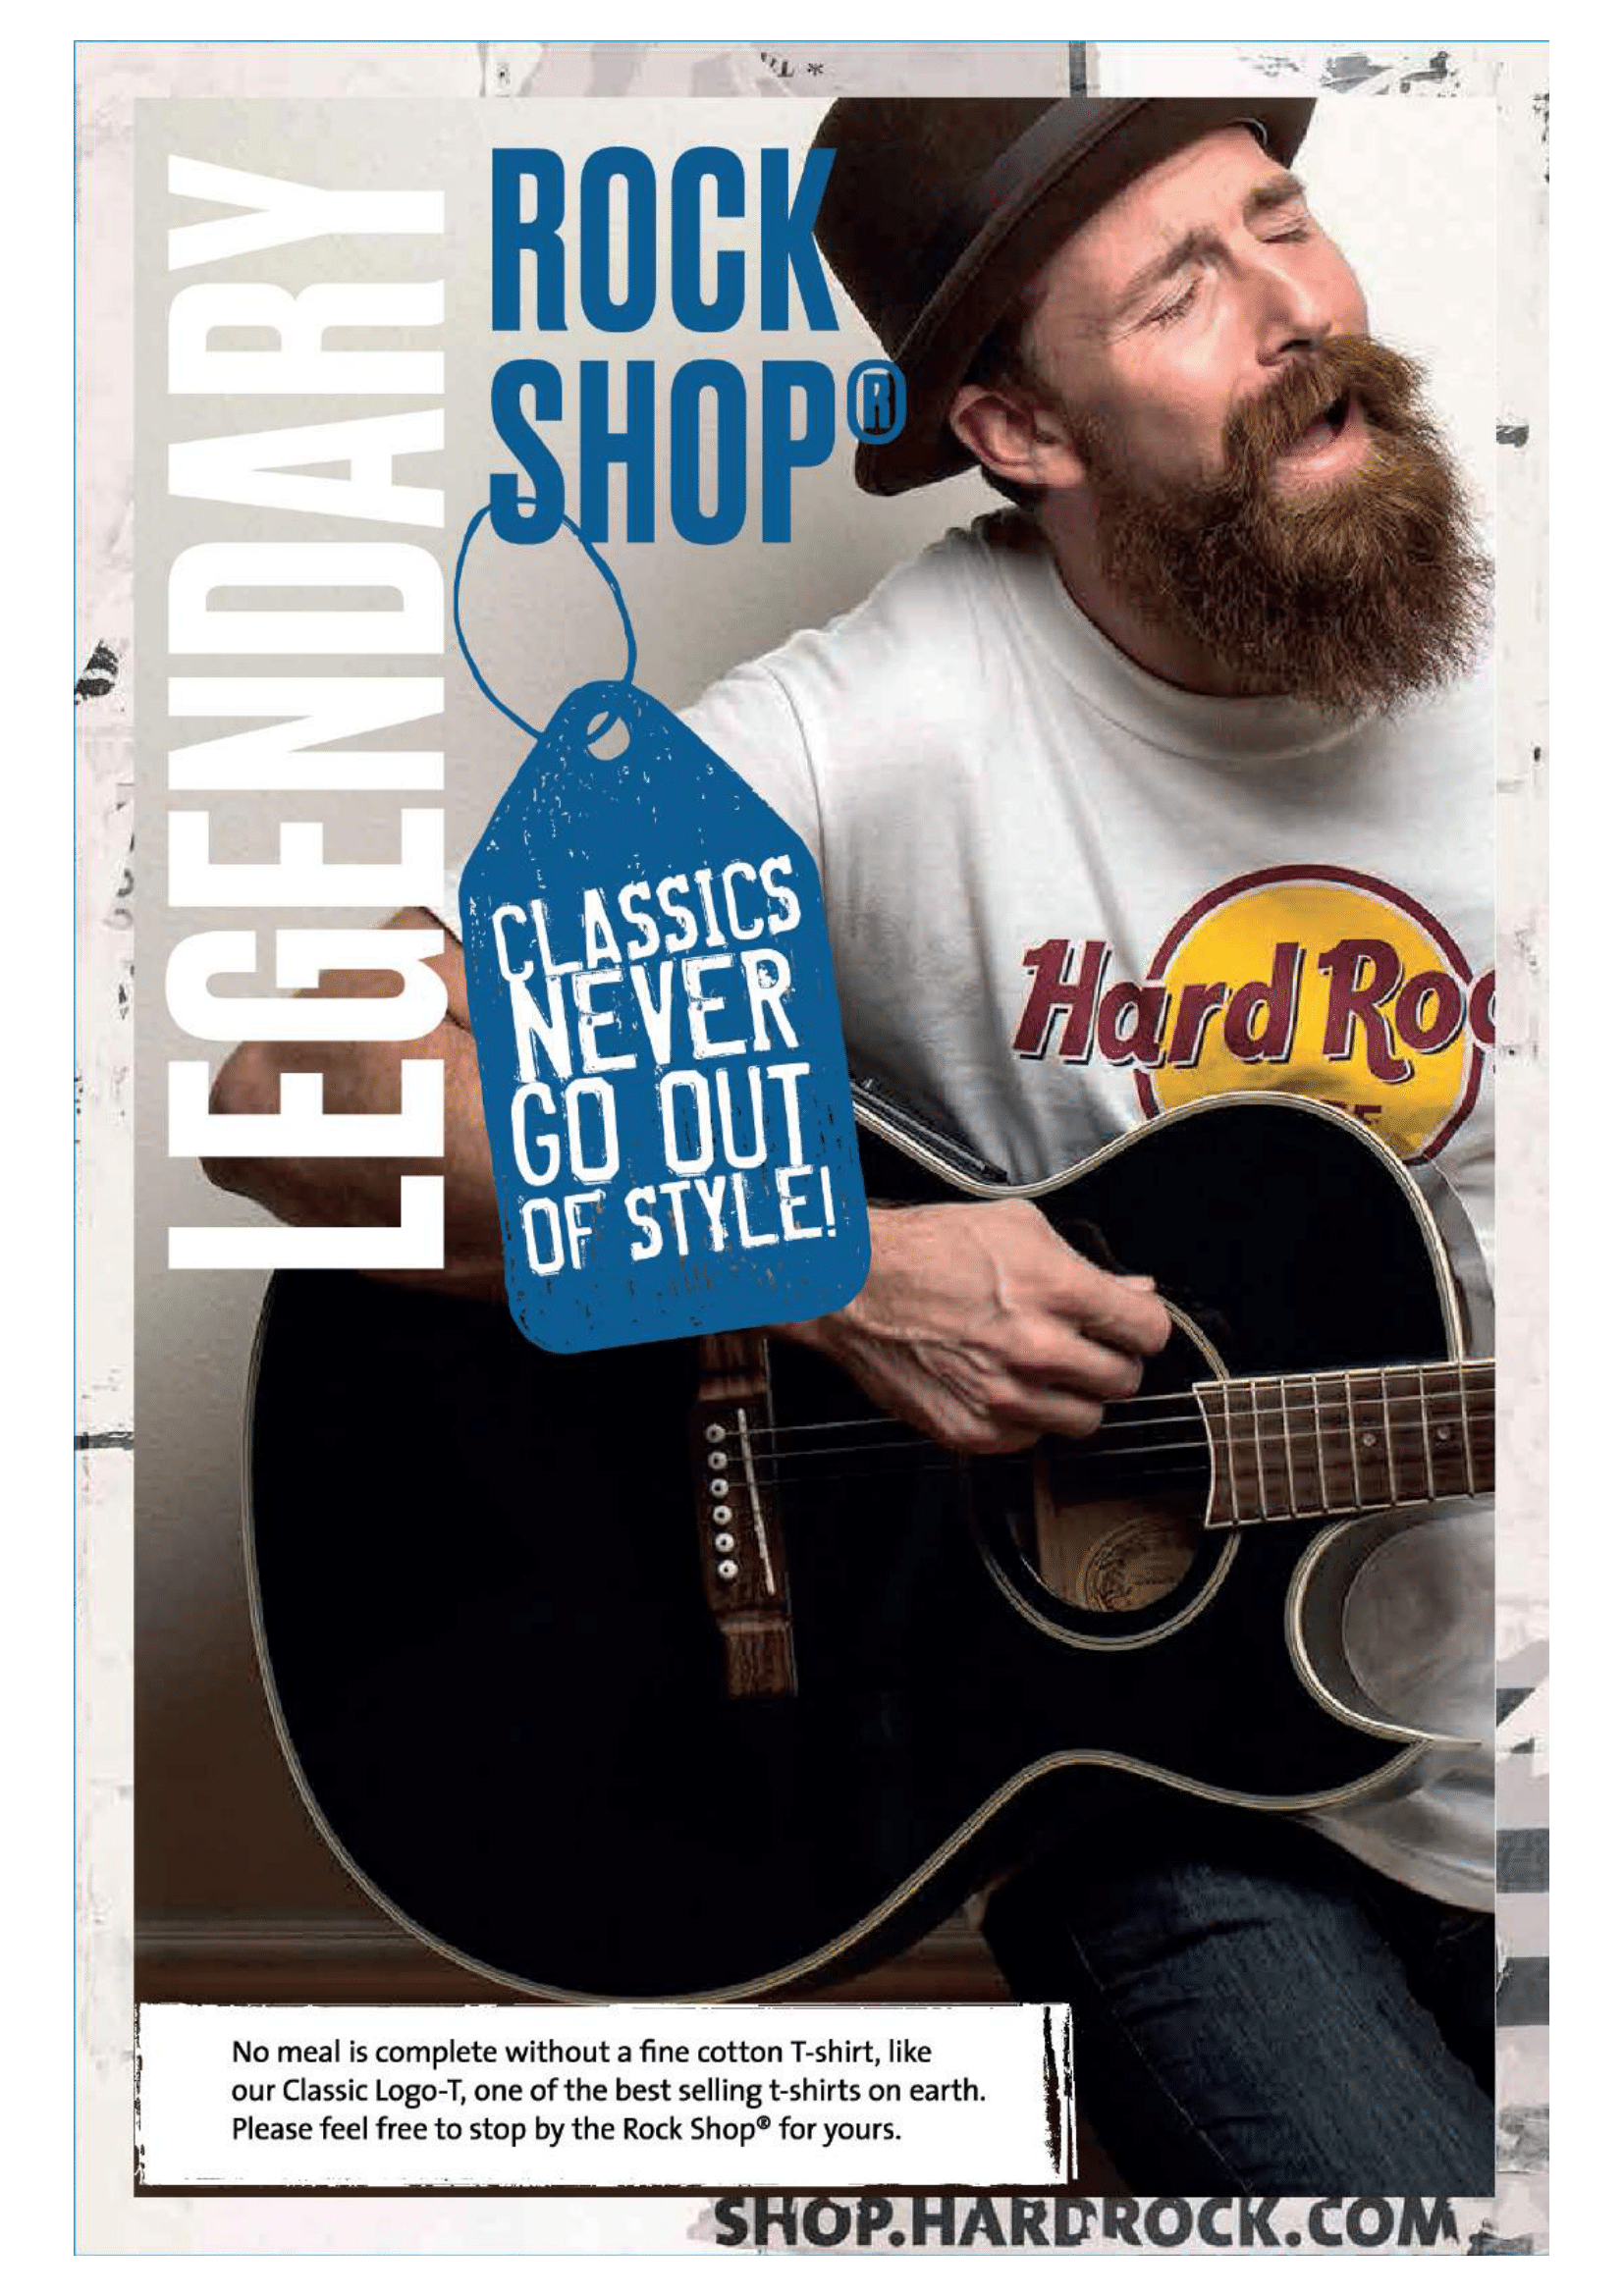 LEGENDARY
ROCK
SHOP®
CLASSICS
NEVER
GO OUT
OF STYLE!
Hard Roc
No meal is complete without a fine cotton T-shirt, like
our Classic Logo-T, one of the best selling t-shirts on earth.
Please feel free to stop by the Rock Shop® for yours.
SHOP.HARDROCK.COM